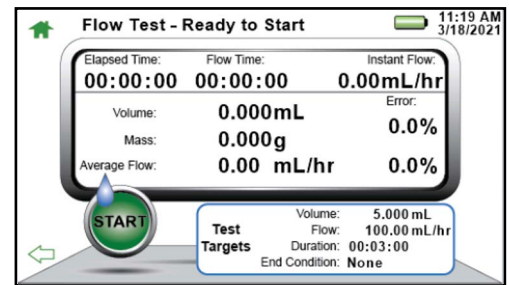 Flow Test - Ready to Start
11:19 AM
3/18/2021
Elapsed Time: Flow Time: Instant Flow:
00:00:00 00:00:00 0.00mL/hr
Error:
Volume: 0.000mL 0.0%
Mass: 0.000g
Average Flow: 0.00 mL/hr 0.0%
START
Test Targets
Volume: 5.000 mL
Flow: 100.00 mL/hr
Duration: 00:03:00
End Condition: None